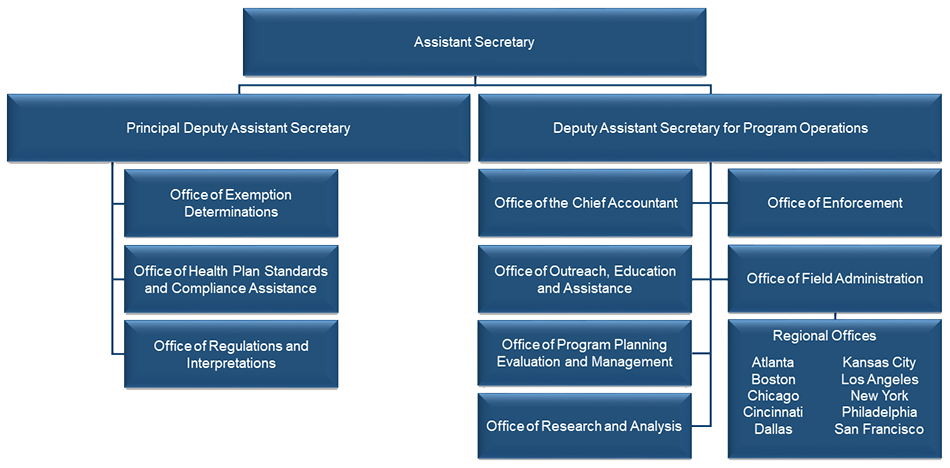 Assistant Secretary
Principal Deputy Assistant Secretary
Deputy Assistant Secretary for Program Operations
Office of Exemption
Determinations
Office of Health Plan Standards
and Compliance Assistance
Office of Regulations and
Interpretations
Office of the Chief Accountant
Office of Outreach, Education
and Assistance
Office of Program Planning
Evaluation and Management
Office of Research and Analysis
Office of Enforcement
Office of Field Administration
Regional Offices
Atlanta
Boston
Chicago
Cincinnati
Dallas
Kansas City
Los Angeles
New York
Philadelphia
San Francisco